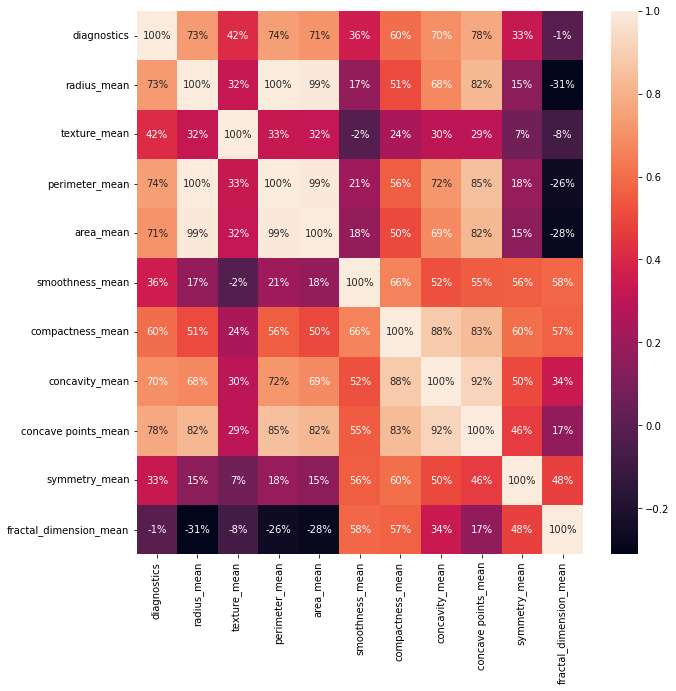 diagnostics 100% 73% 42% 74% 71% 36% 60% 70% 78% 33% -1%
radius_mean 73% 100% 32% 100% 99% 17% 51% 68% 82% 15% -31%
texture_mean 42% 32% 100% 33% 32% -2% 24% 30% 29% 7% -8%
perimeter_mean 74% 100% 33% 100% 99% 21% 56% 72% 85% 18% -26%
area_mean 71% 99% 32% 99% 100% 18% 50% 69% 82% 15% -28%
smoothness_mean 36% 17% -2% 21% 18% 100% 66% 52% 55% 56% 58%
compactness_mean 60% 51% 24% 56% 50% 66% 100% 88% 83% 60% 57%
concavity_mean 70% 68% 30% 72% 69% 52% 88% 100% 92% 50% 34%
concave points_mean 78% 82% 29% 85% 82% 55% 83% 92% 100% 46% 17%
symmetry_mean 33% 15% 7% 18% 15% 56% 60% 50% 46% 100% 48%
fractal_dimension_mean -1% -31% -8% -26% -28% 58% 57% 34% 17% 48% 100%
diagnostics
radius_mean
texture_mean
perimeter_mean
area_mean
smoothness_mean
compactness_mean
concavity_mean
concave points_mean
symmetry_mean
fractal_dimension_mean
1.0
0.8
0.6
0.4
0.2
0.0
−0.2